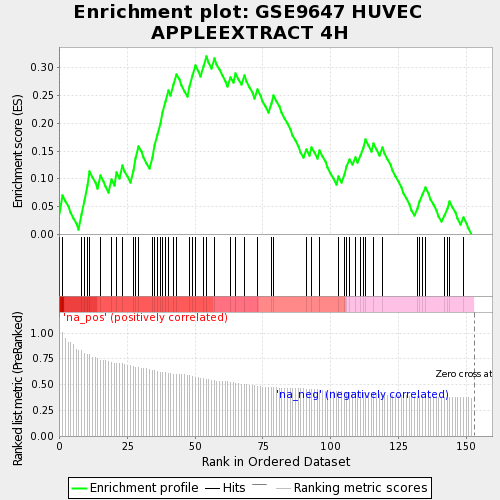 Enrichment plot: GSE9647 HUVEC
APPLEEXTRACT 4H
Enrichment score (ES)
0.30
0.25
0.20
0.15
0.10
0.05
0.00
'na_pos' (positively correlated)
Ranked list metric (PreRanked)
1.00
0.75
0.50
0.25
0.00
Zero cross at
'na_neg' (negatively correlated)
0 25 50 75 100 125 150
Rank in Ordered Dataset
Enrichment profile Hits Ranking metric scores